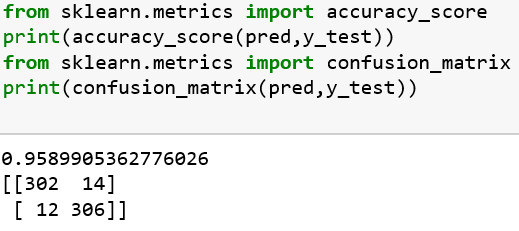 from sklearn.metrics import accuracy_score
print(accuracy_score(pred,y_test))
from sklearn.metrics import confusion_matrix
print(confusion_matrix(pred,y_test))
0.9589905362776026
[[302  14]
 [ 12 306]]